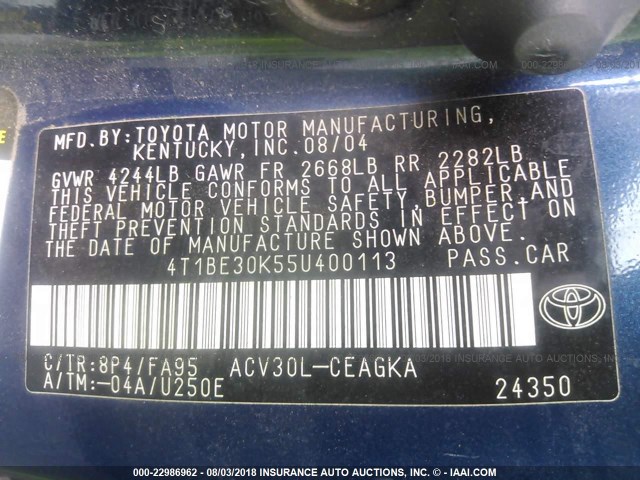 MFD.BY:TOYOTA MOTOR MANUFACTURING,
KENTUCKY, INC. 08/04
GVWR 4244LB GAWR FR 2668LB RR 2282LB
THIS VEHICLE CONFORMS TO ALL APPLICABLE
FEDERAL MOTOR VEHICLE SAFETY,BUMPER,AND
THEFT PREVENTION STANDARDS IN EFFECT ON
THE DATE OF MANUFACTURE SHOWN ABOVE.
4T1BE30K55U400113 PASS.CAR
C/TR:8P4/FA95 ACV30L-CEAGKA
A/TM:-04A/U250E 24350
000-22986962 - 08/03/2018 INSURANCE AUTO AUCTIONS, INC. - © IAAI.COM